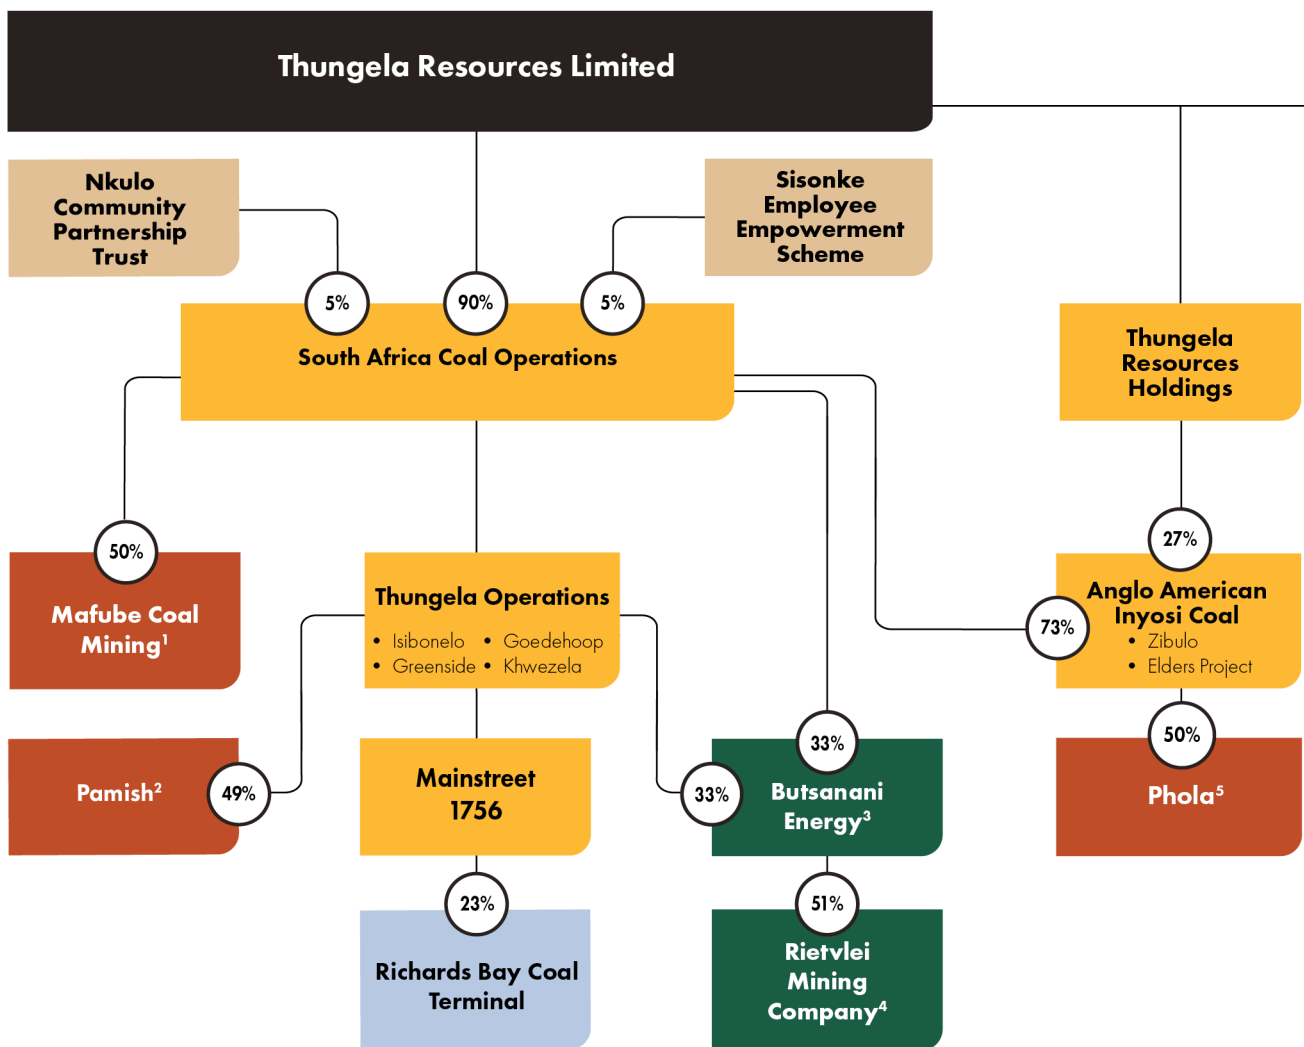 Thungela Resources Limited
Nkulo
Community
Partnership
Trust
Sisonke
Employee
Empowerment
Scheme
5%
90%
5%
South Africa Coal Operations
Thungela
Resources
Holdings
50%
Mafube Coal
Mining¹
Thungela Operations
• Isibonelo • Goedehoop
• Greenside • Khwezela
27%
73%
Anglo American
Inyosi Coal
• Zibulo
• Elders Project
Pamish²
49%
Mainstreet
1756
33%
33%
Butsanani
Energy³
50%
Phola⁵
23%
Richards Bay Coal
Terminal
51%
Rietvlei
Mining
Company⁴